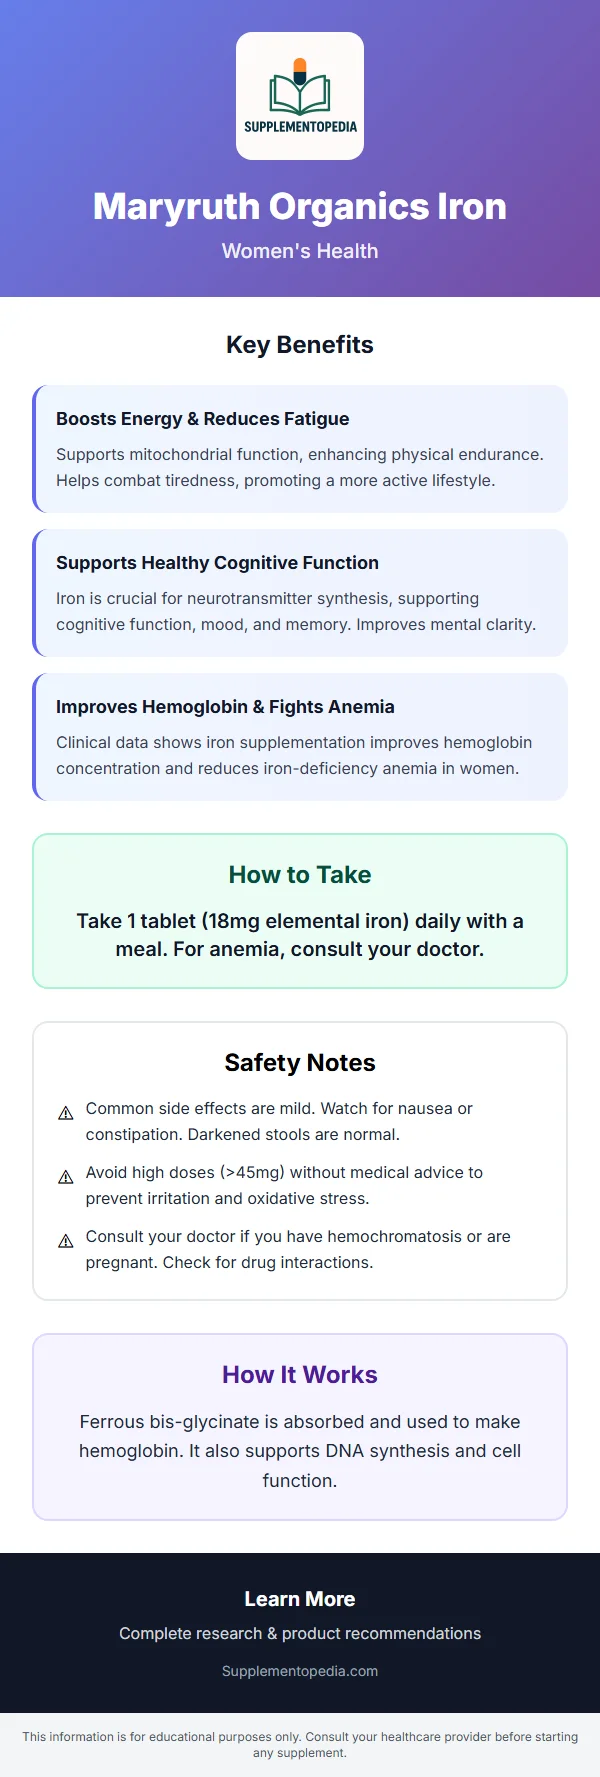 SUPPLEMENTOPEDIA
Maryruth Organics Iron
Women's Health
Key Benefits
Boosts Energy & Reduces Fatigue
Supports mitochondrial function, enhancing physical endurance.
Helps combat tiredness, promoting a more active lifestyle.
Supports Healthy Cognitive Function
Iron is crucial for neurotransmitter synthesis, supporting
cognitive function, mood, and memory. Improves mental clarity.
Improves Hemoglobin & Fights Anemia
Clinical data shows iron supplementation improves hemoglobin
concentration and reduces iron-deficiency anemia in women.
How to Take
Take 1 tablet (18mg elemental iron) daily with a
meal. For anemia, consult your doctor.
Safety Notes
Common side effects are mild. Watch for nausea or
constipation. Darkened stools are normal.
Avoid high doses (>45mg) without medical advice to
prevent irritation and oxidative stress.
Consult your doctor if you have hemochromatosis or are
pregnant. Check for drug interactions.
How It Works
Ferrous bis-glycinate is absorbed and used to make
hemoglobin. It also supports DNA synthesis and cell
function.
Learn More
Complete research & product recommendations
Supplementopedia.com
This information is for educational purposes only. Consult your healthcare provider before starting
any supplement.